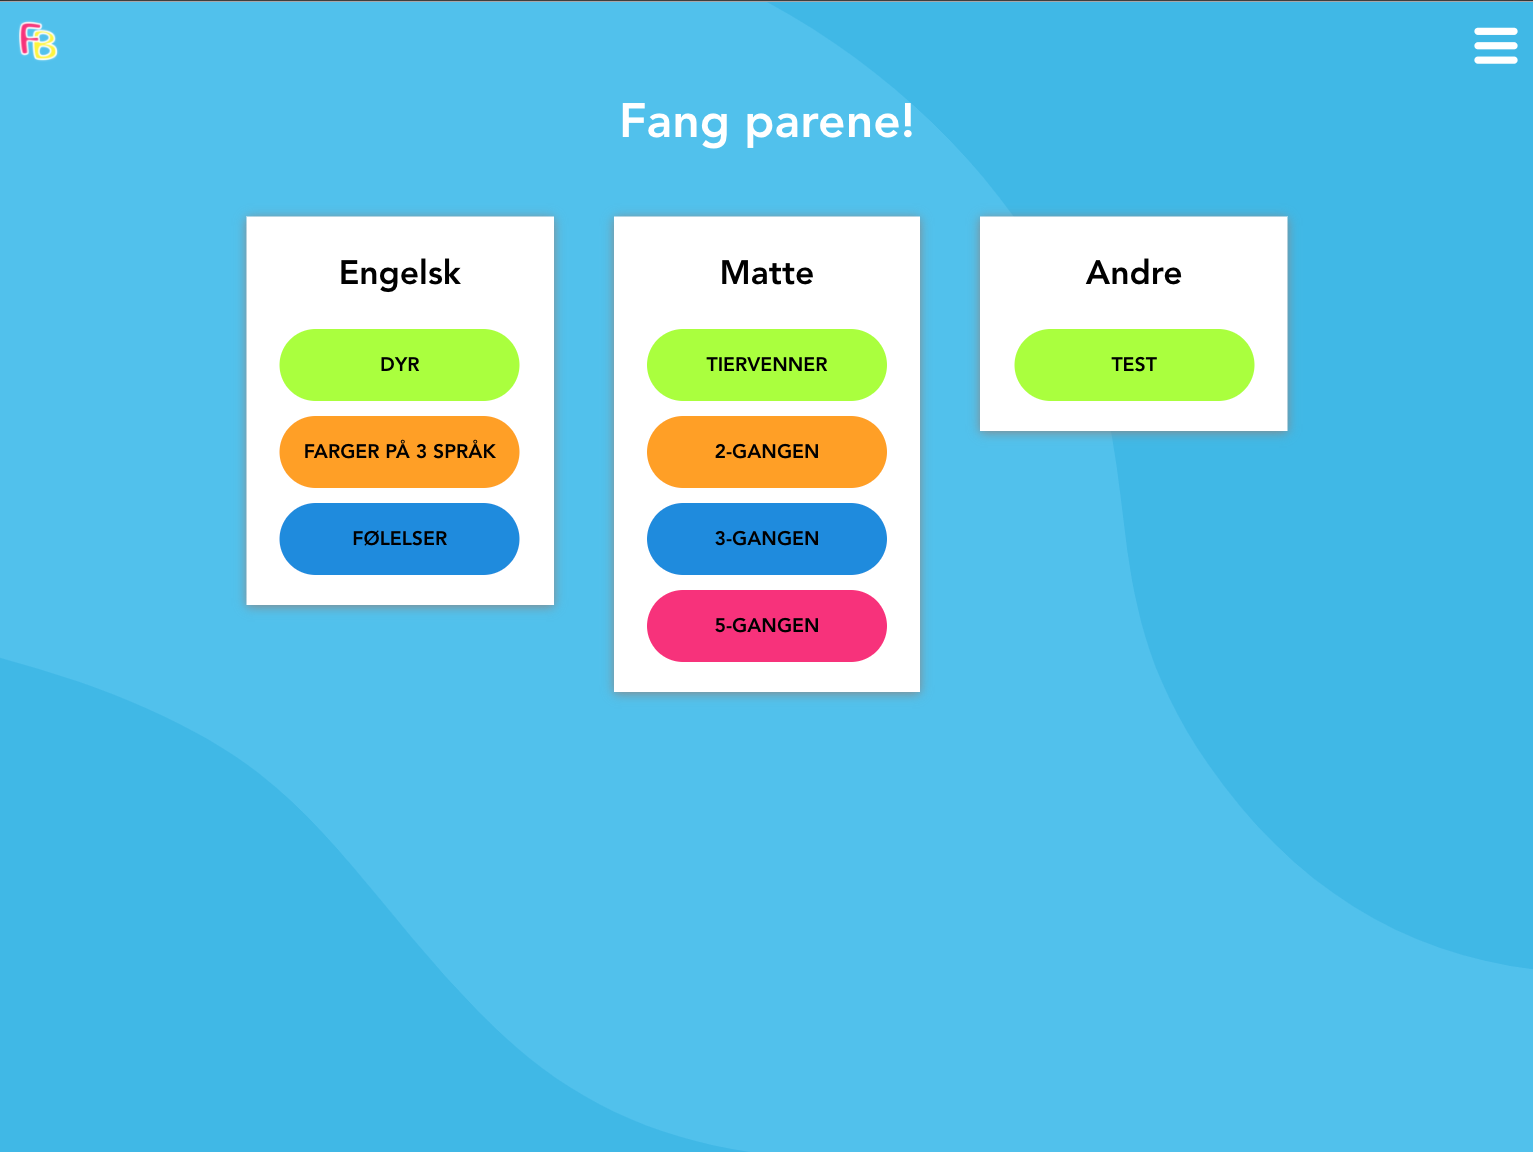 FB
Fang parene!
Engelsk
DYR
FARGER PÅ 3 SPRÅK
FØLELSER
Matte
TIERVENNER
2-GANGEN
3-GANGEN
5-GANGEN
Andre
TEST